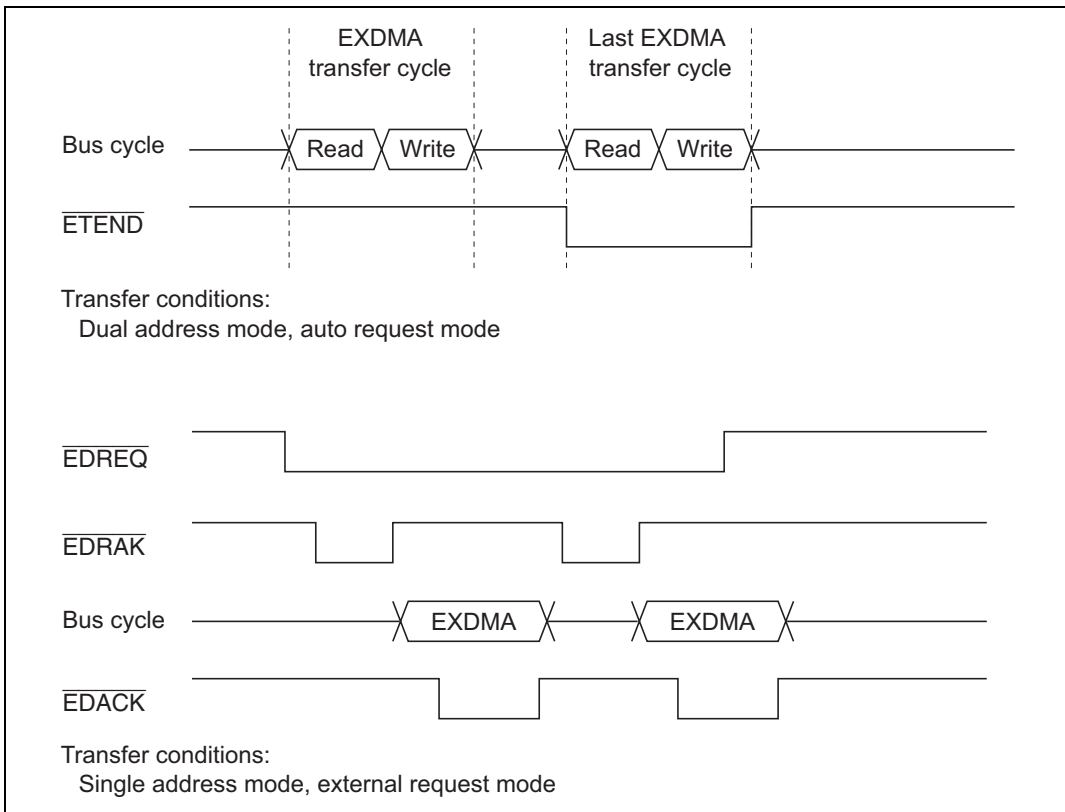 EXDMA
transfer cycle
Last EXDMA
transfer cycle
Bus cycle
Read
Write
Read
Write
ETEND
Transfer conditions:
Dual address mode, auto request mode
EDREQ
EDRAK
Bus cycle
EXDMA
EXDMA
EDACK
Transfer conditions:
Single address mode, external request mode